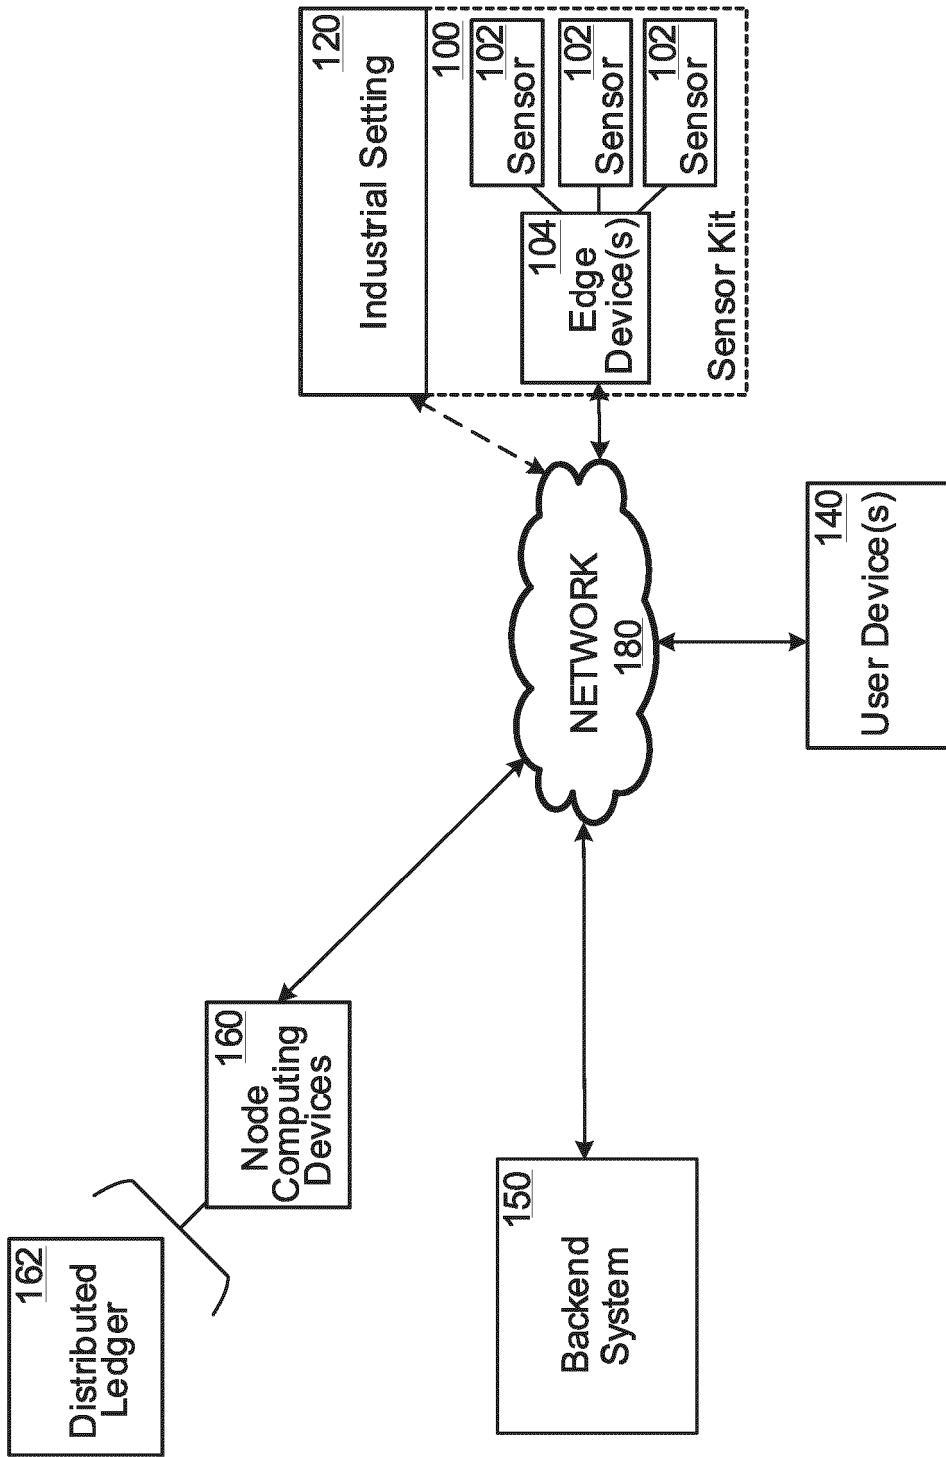 162
Distributed
Ledger
160
Node
Computing
Devices
150
Backend
System
NETWORK
180
140
User Device(s)
120
Industrial Setting
100
102
Sensor
102
Sensor
102
Sensor
104
Edge
Device(s)
Sensor Kit